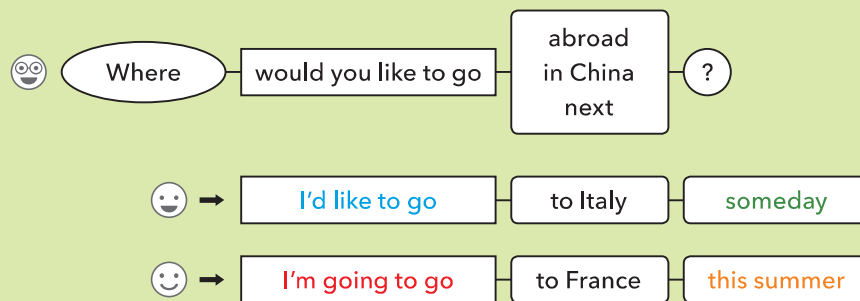 abroad
Where would you like to go in China ?
next
I'd like to go to Italy someday
I'm going to go to France this summer